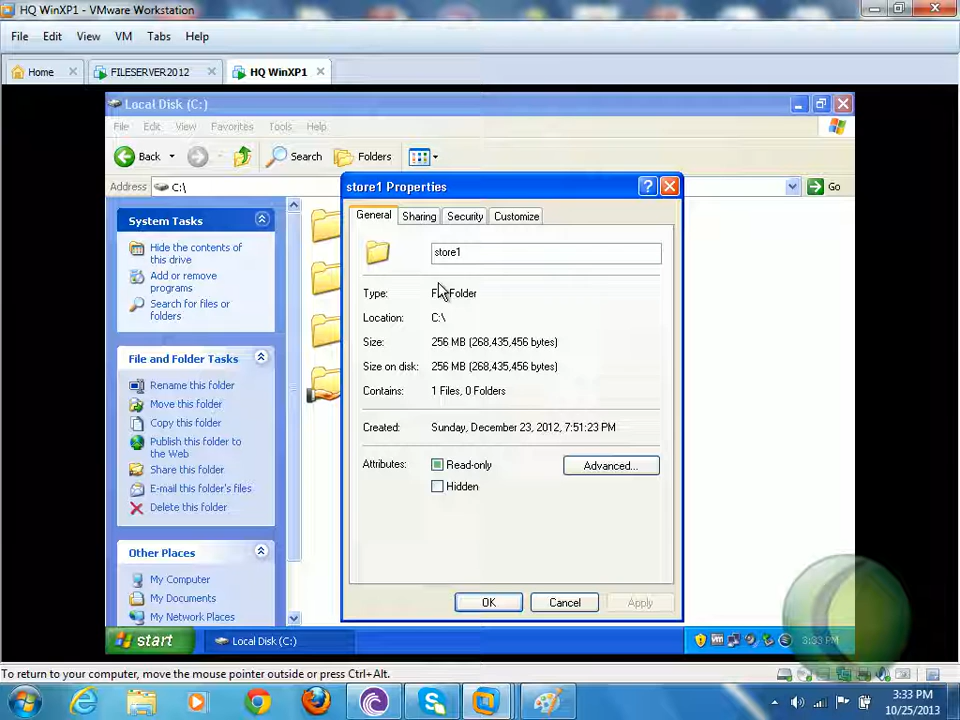 HQ WinXP1 - VMware Workstation
File Edit View VM Tabs Help
Home FILESERVER2012 HQ WinXP1
Local Disk (C:)
File Edit View Favorites Tools Help
Back Search Folders
Address C:\ Go
System Tasks
Hide the contents of
this drive
Add or remove
programs
Search for files or
folders
File and Folder Tasks
Rename this folder
Move this folder
Copy this folder
Publish this folder to
the Web
Share this folder
E-mail this folder's files
Delete this folder
Other Places
My Computer
My Documents
My Network Places
store1 Properties
General Sharing Security Customize
store1
Type: File Folder
Location: C:\
Size: 256 MB (268,435,456 bytes)
Size on disk: 256 MB (268,435,456 bytes)
Contains: 1 Files, 0 Folders
Created: Sunday, December 23, 2012, 7:51:23 PM
Attributes: Read-only Advanced...
Hidden
OK Cancel Apply
start Local Disk (C:) 3:33 PM
To return to your computer, move the mouse pointer outside or press Ctrl+Alt.
3:33 PM
10/25/2013